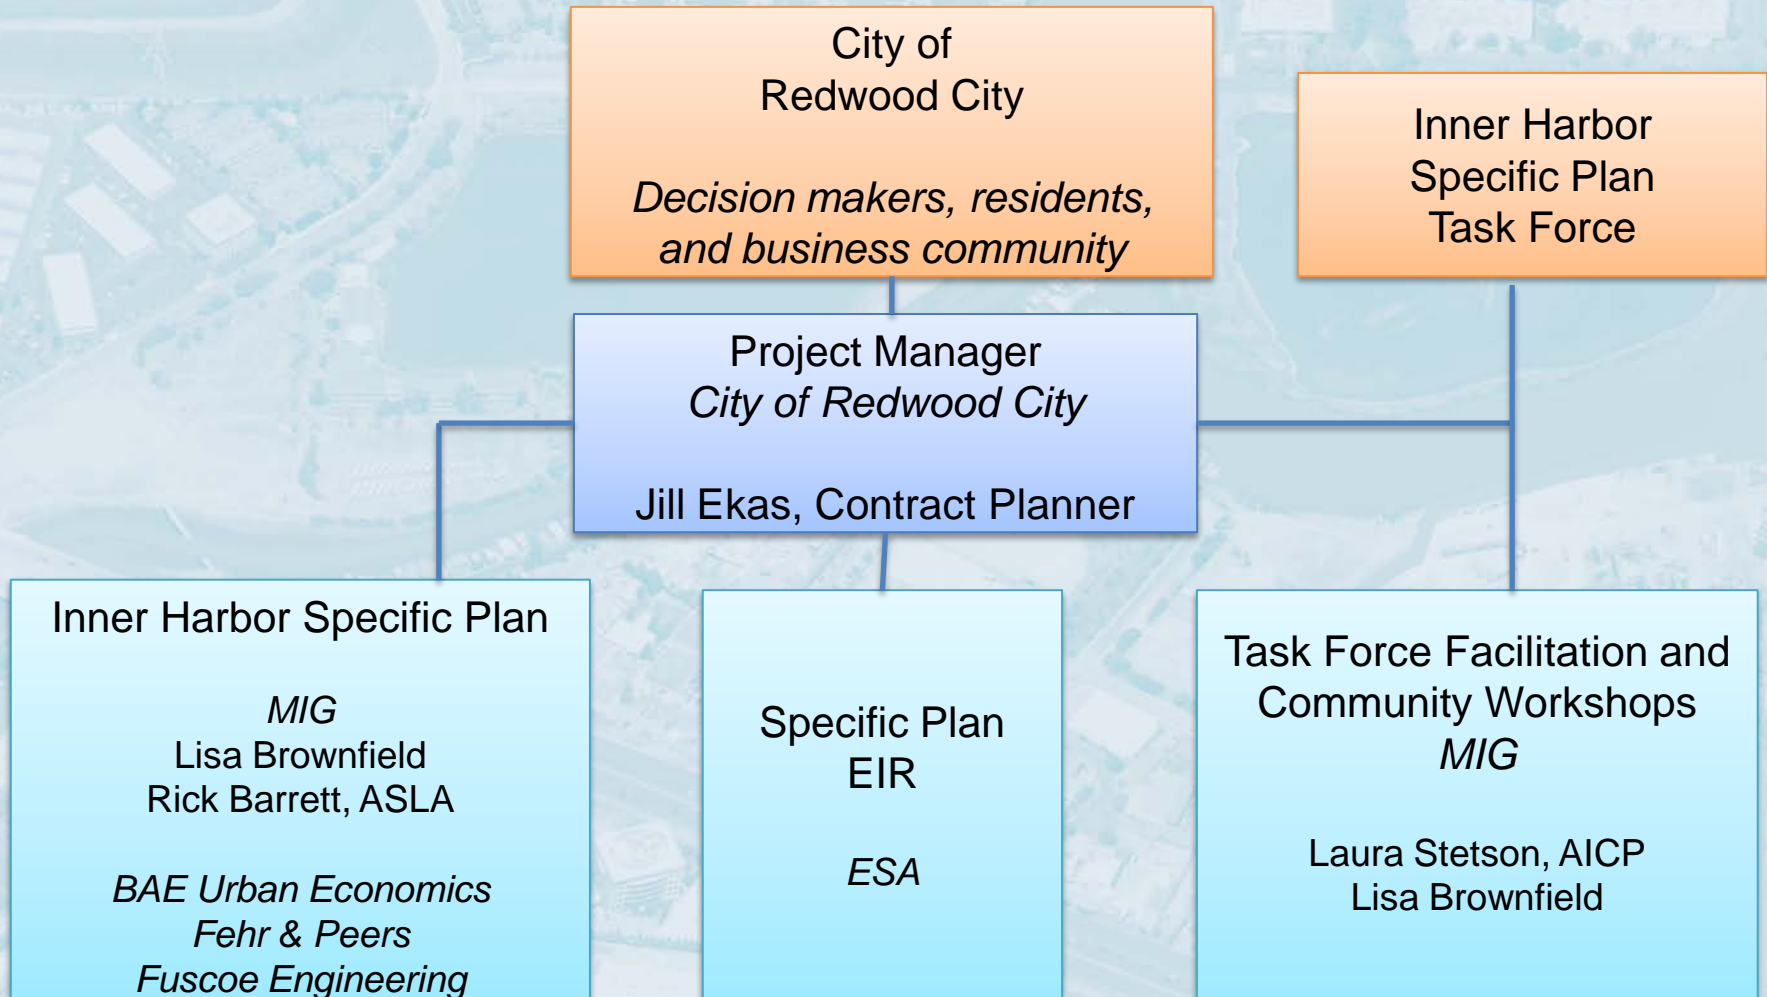 City of
Redwood City
Decision makers, residents,
and business community
Inner Harbor
Specific Plan
Task Force
Project Manager
City of Redwood City
Jill Ekas, Contract Planner
Inner Harbor Specific Plan
MIG
Lisa Brownfield
Rick Barrett, ASLA
BAE Urban Economics
Fehr & Peers
Fuscoe Engineering
Specific Plan
EIR
ESA
Task Force Facilitation and
Community Workshops
MIG
Laura Stetson, AICP
Lisa Brownfield